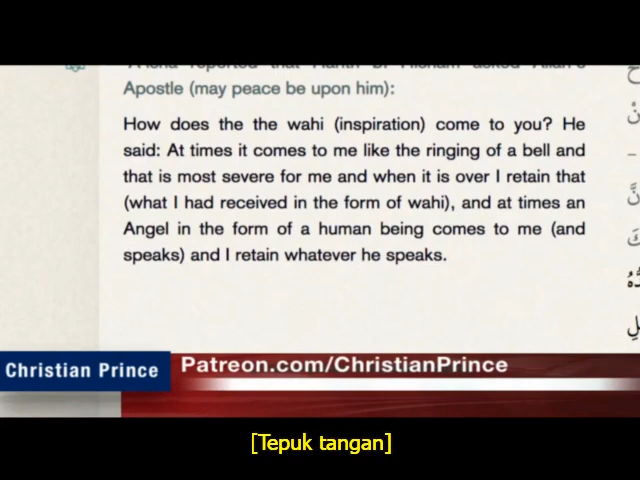 Apostle (may peace be upon him):
How does the the wahi (inspiration) come to you? He
said: At times it comes to me like the ringing of a bell and
that is most severe for me and when it is over I retain that
(what I had received in the form of wahi), and at times an
Angel in the form of a human being comes to me (and
speaks) and I retain whatever he speaks.
Christian Prince
Patreon.com/ChristianPrince
[Tepuk tangan]